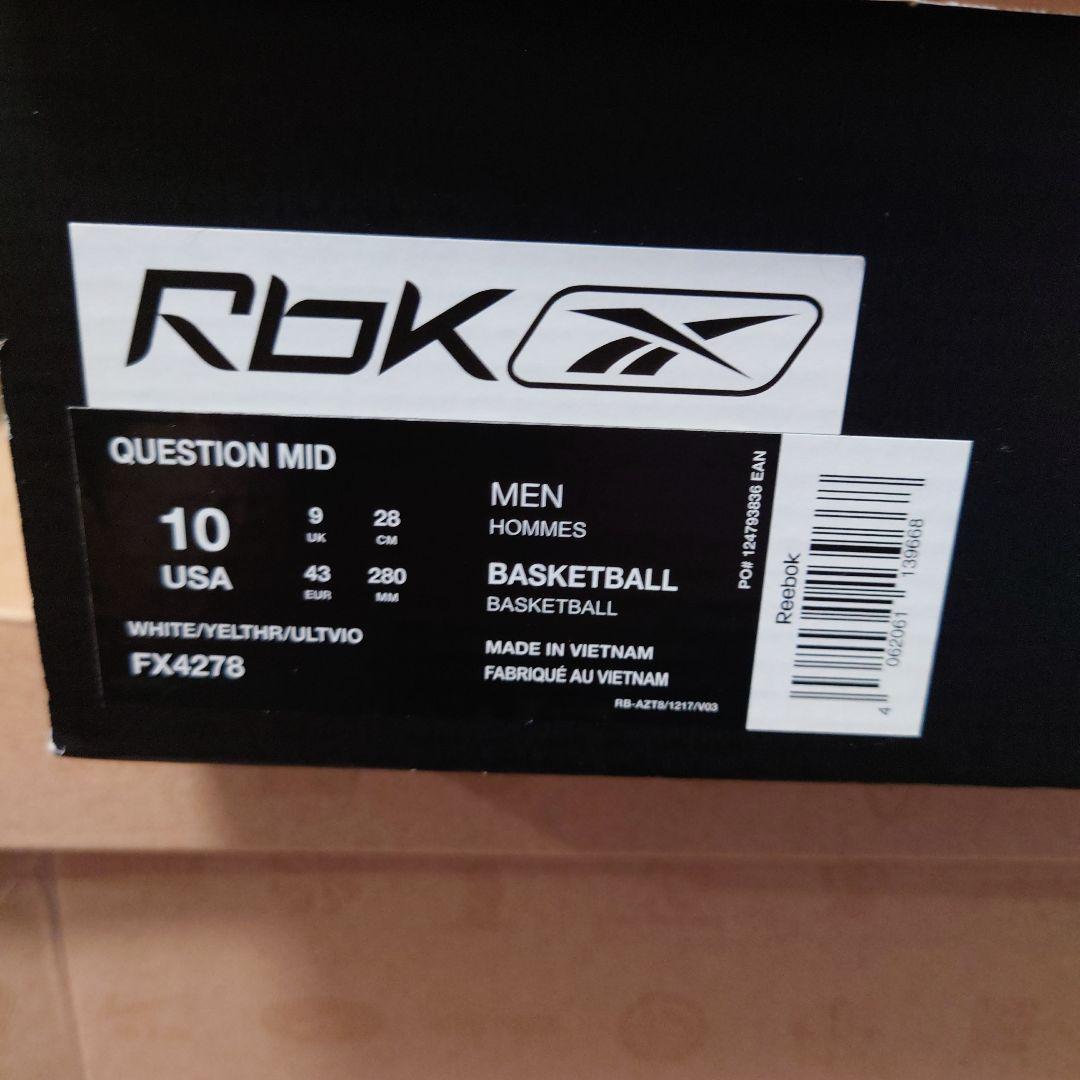 Rbk
QUESTION MID
10
USA
9
UK
28
CM
43
EUR
280
MM
WHITE/YELTHR/ULTVIO
FX4278
MEN
HOMMES
BASKETBALL
BASKETBALL
MADE IN VIETNAM
FABRIQUÉ AU VIETNAM
RB-AZT8/1217/V03
PO# 124793836 EAN
Reebok
4 062061 139668